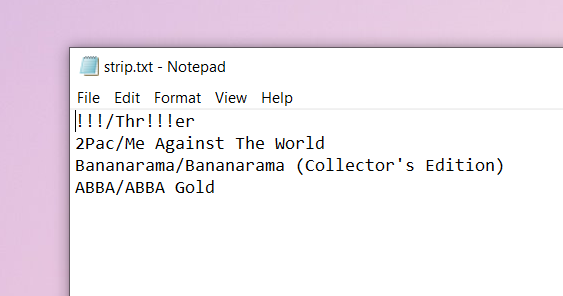 strip.txt - Notepad
File Edit Format View Help
!!!/Thr!!!er
2Pac/Me Against The World
Bananarama/Bananarama (Collector's Edition)
ABBA/ABBA Gold